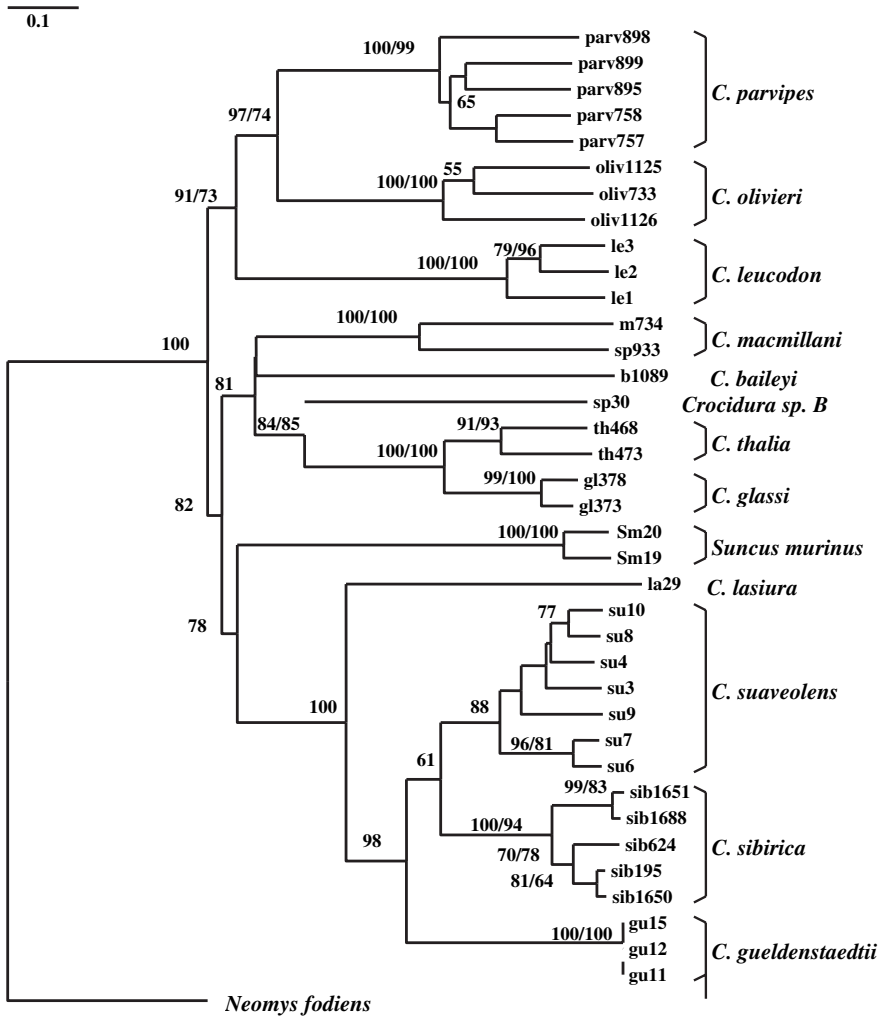 0.1
parv898
100/99
parv899
parv895
C. parvipes
65
97/74
parv758
parv757
oliv1125
55
100/100
oliv733
C. olivieri
91/73
oliv1126
le3
79/96
100/100
le2
C. leucodon
le1
100/100
m734
C. macmillani
100
sp933
81
b1089
C. baileyi
sp30
Crocidura sp. B
84/85
91/93
th468
C. thalia
100/100
th473
99/100
gl378
C. glassi
82
gl373
100/100
Sm20
Suncus murinus
Sm19
la29
C. lasiura
78
77
su10
su8
su4
su3
C. suaveolens
100
88
su9
96/81
su7
61
su6
99/83
sib1651
sib1688
100/94
98
70/78
sib624
C. sibirica
81/64
sib195
sib1650
gu15
100/100
gu12
C. gueldenstaedtii
gu11
Neomys fodiens